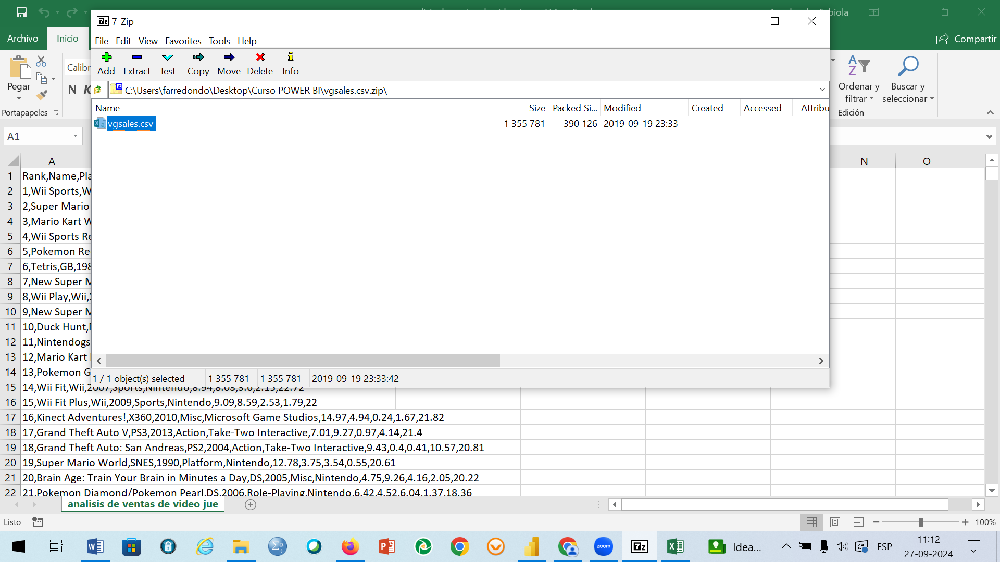 7-Zip
File Edit View Favorites Tools Help
Add Extract Test Copy Move Delete Info
C:\Users\farredondo\Desktop\Curso POWER BI\vgsales.csv.zip\
Name Size Packed Si... Modified Created Accessed Attribu
vgsales.csv 1 355 781 390 126 2019-09-19 23:33
1 / 1 object(s) selected 1 355 781 1 355 781 2019-09-19 23:33:42
Archivo Inicio Compartir
Pegar Calibr
N K
Portapapeles
Ordenar y filtrar
Buscar y seleccionar
Edición
A1
A N O
1 Rank,Name,Pla
2 1,Wii Sports,W
3 2,Super Mario
4 3,Mario Kart W
5 4,Wii Sports Re
6 5,Pokemon Re
7 6,Tetris,GB,198
8 7,New Super M
9 8,Wii Play,Wii,2
10 9,New Super M
11 10,Duck Hunt,N
12 11,Nintendogs,
13 12,Mario Kart
14 13,Pokemon G
15 14,Wii Fit,Wii,2007,Sports,Nintendo,8.94,8.03,3.6,2.15,22.72
16 15,Wii Fit Plus,Wii,2009,Sports,Nintendo,9.09,8.59,2.53,1.79,22
17 16,Kinect Adventures!,X360,2010,Misc,Microsoft Game Studios,14.97,4.94,0.24,1.67,21.82
18 17,Grand Theft Auto V,PS3,2013,Action,Take-Two Interactive,7.01,9.27,0.97,4.14,21.4
19 18,Grand Theft Auto: San Andreas,PS2,2004,Action,Take-Two Interactive,9.43,0.4,0.41,10.57,20.81
20 19,Super Mario World,SNES,1990,Platform,Nintendo,12.78,3.75,3.54,0.55,20.61
21 20,Brain Age: Train Your Brain in Minutes a Day,DS,2005,Misc,Nintendo,4.75,9.26,4.16,2.05,20.22
22 21,Pokemon Diamond/Pokemon Pearl,DS,2006,Role-Playing,Nintendo,6.42,4.52,6.04,1.37,18.36
analisis de ventas de video jue
Listo 100%
zoom
Idea... ESP
11:12
27-09-2024